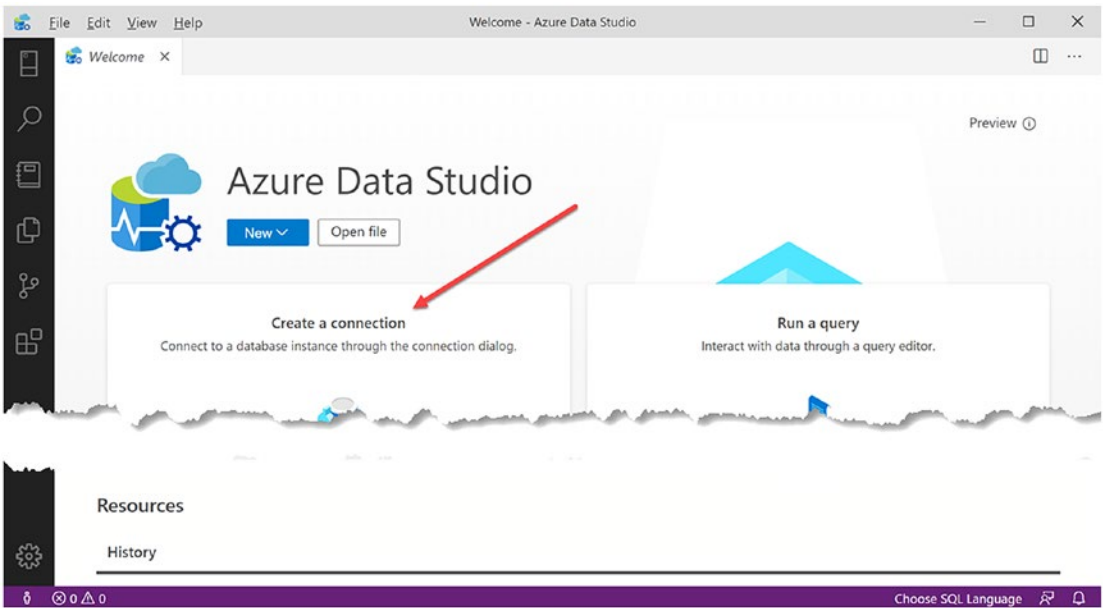 File Edit View Help Welcome - Azure Data Studio
Welcome
Preview
Azure Data Studio
New Open file
Create a connection
Connect to a database instance through the connection dialog.
Run a query
Interact with data through a query editor.
Resources
History
0 0 Choose SQL Language